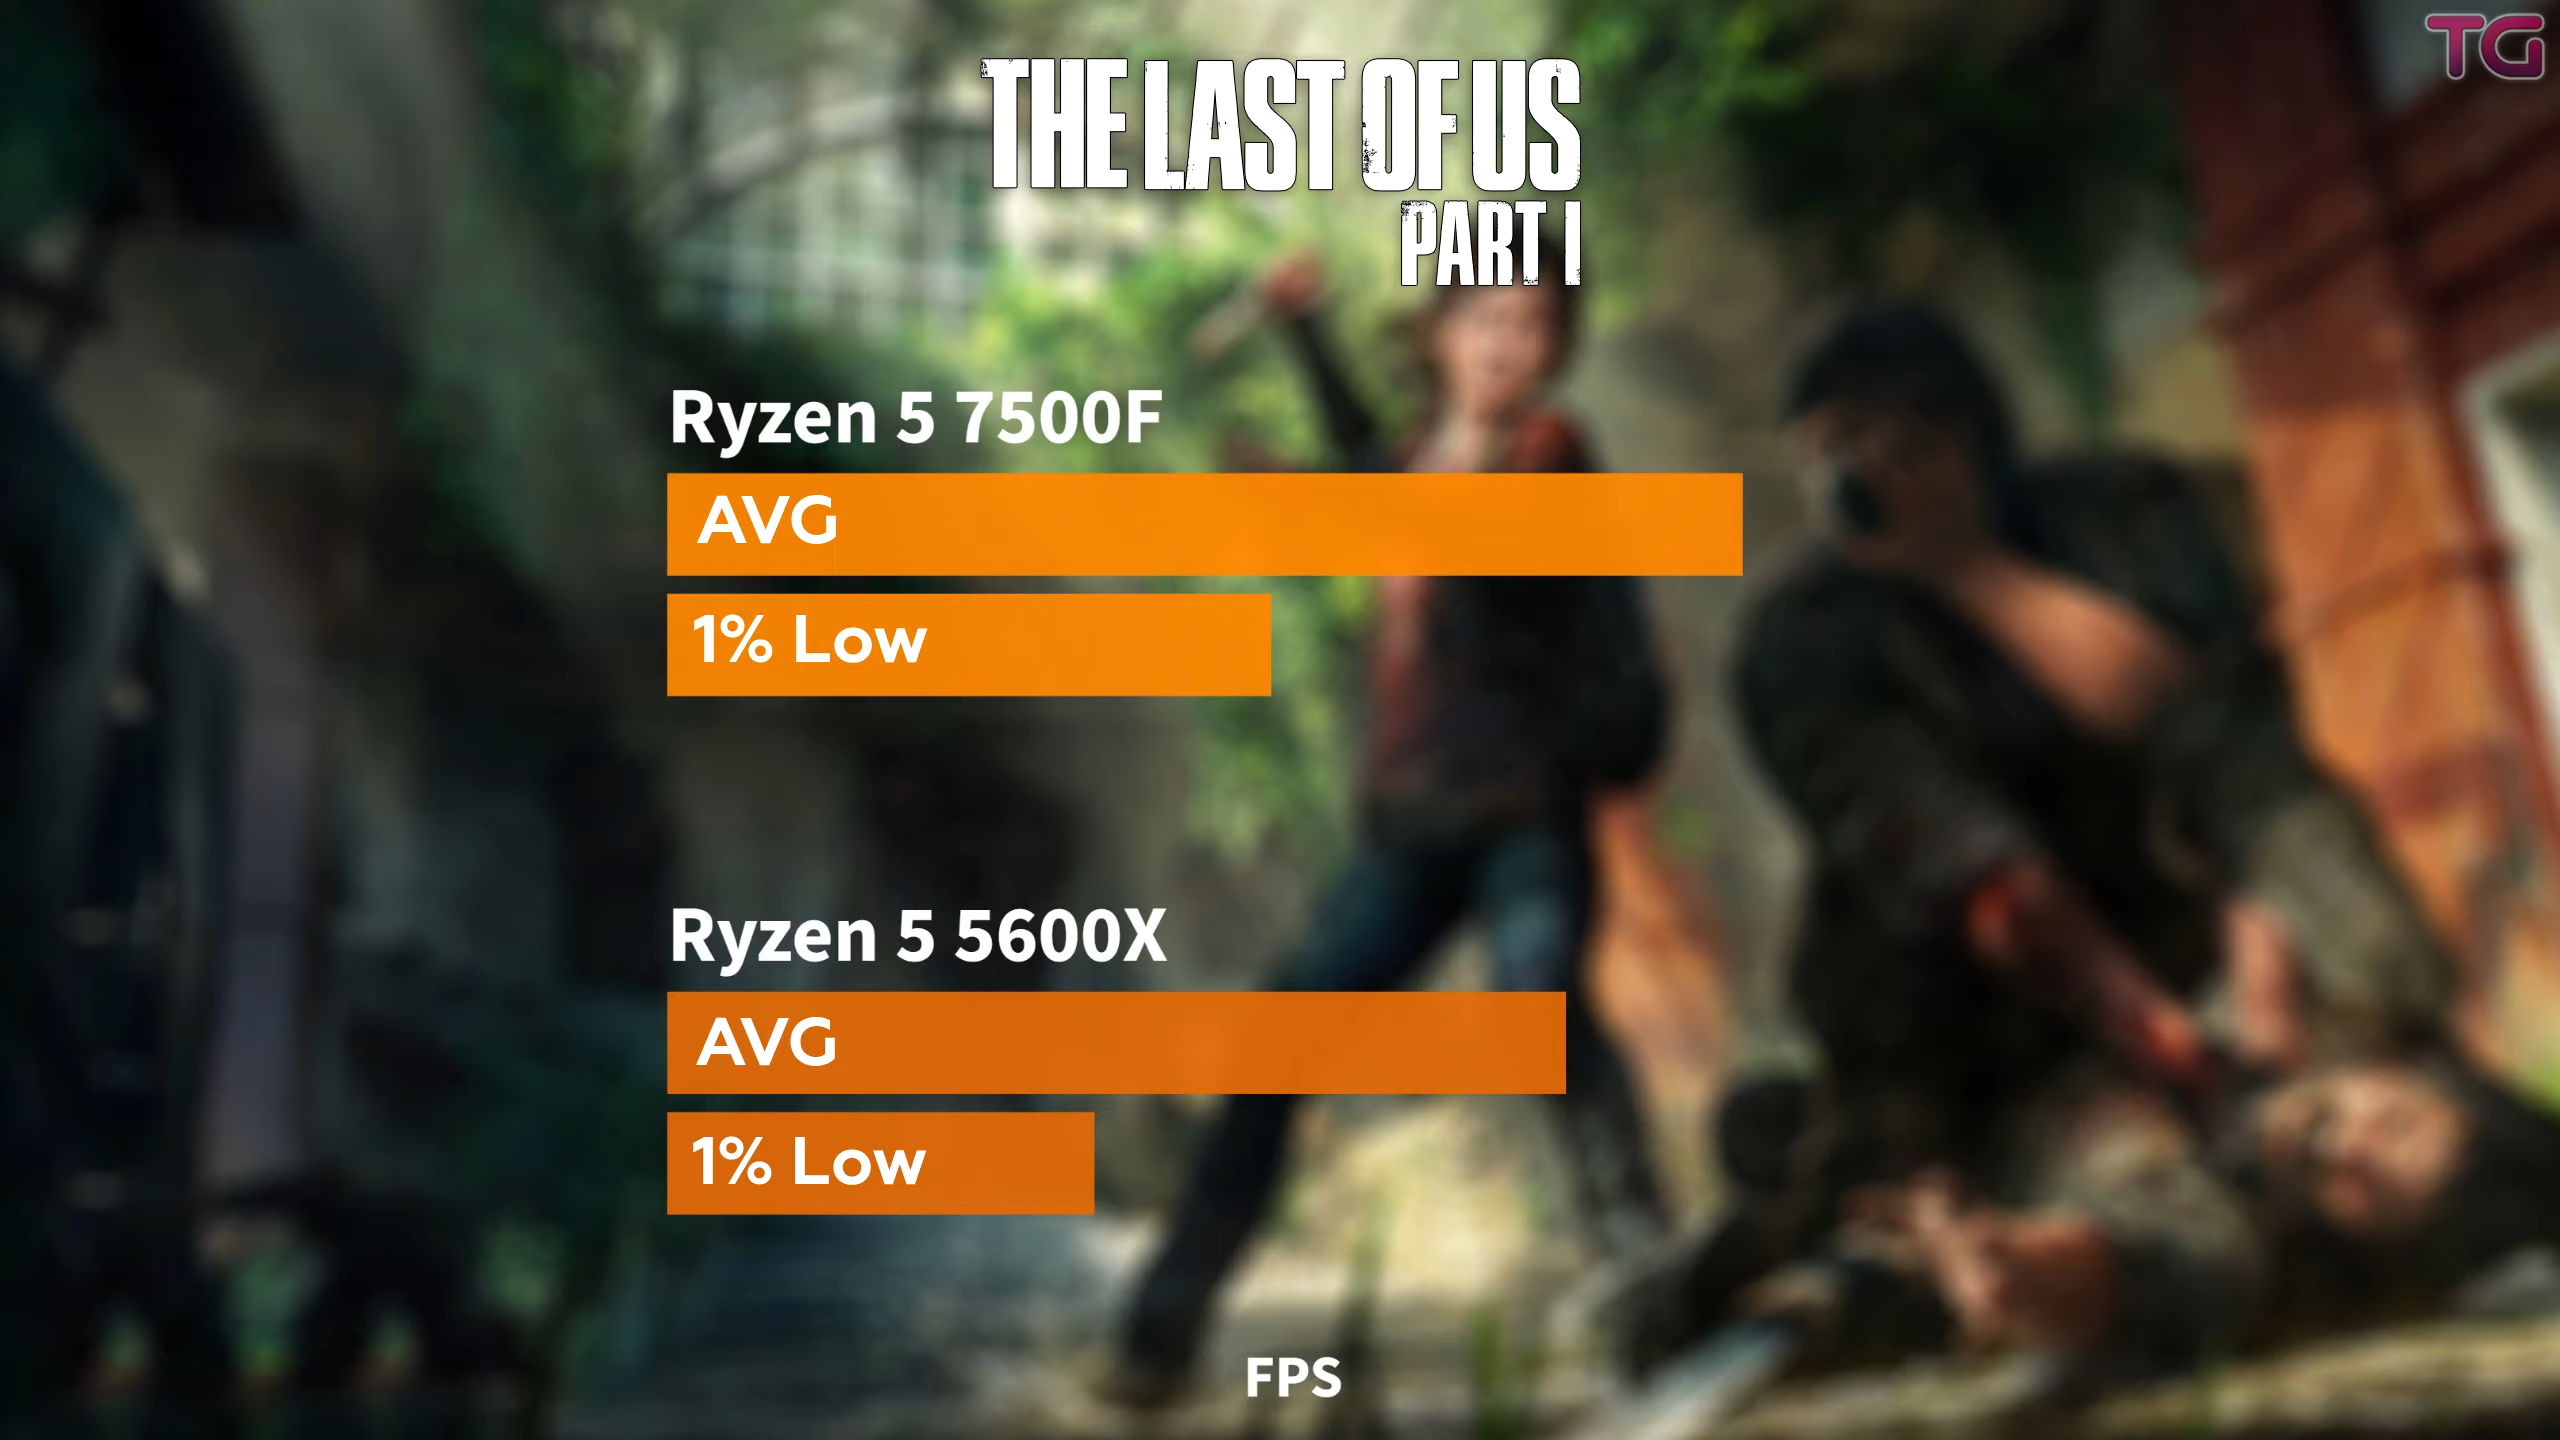 TG
THE LAST OF US
PART I
Ryzen 5 7500F
AVG
1% Low
Ryzen 5 5600X
AVG
1% Low
FPS